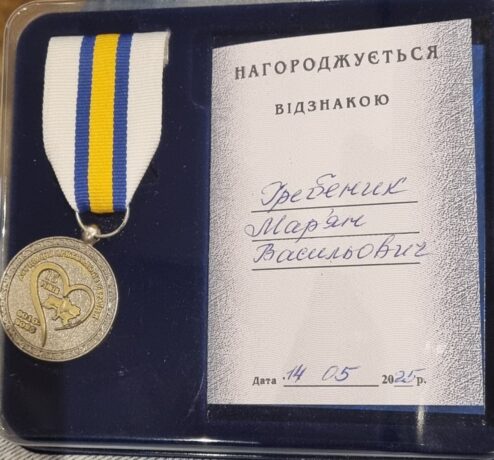 НАГОРОДЖУЄТЬСЯ
ВІДЗНАКОЮ
Гребеник
Мар'ян
Васильович
Дата 14 05 2025 р.